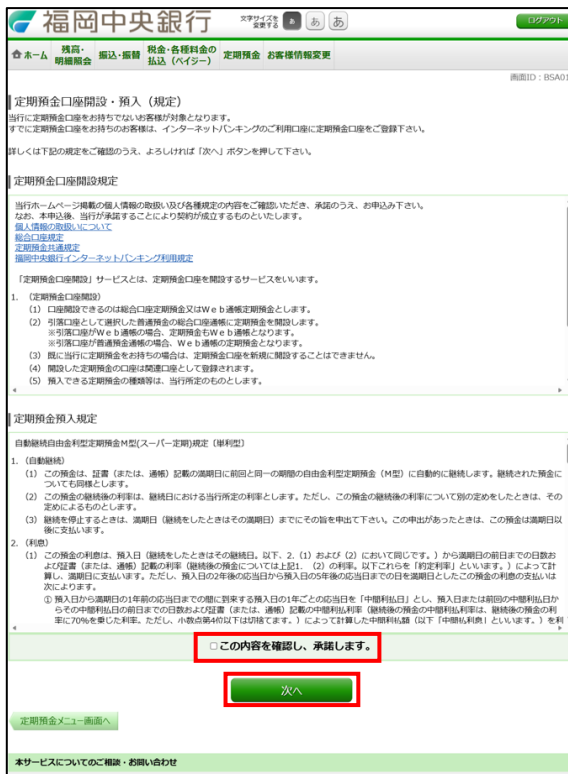 福岡中央銀行
文字サイズを
変更する あ あ あ
ログアウト
ホーム 残高・明細照会 振込・振替 税金・各種料金の払込（ペイジー） 定期預金 お客様情報変更
画面ID：BSA01
定期預金口座開設・預入（規定）
当行に定期預金口座をお持ちでないお客様が対象となります。
すでに定期預金口座をお持ちのお客様は、インターネットバンキングのご利用口座に定期預金口座をご登録下さい。
詳しくは下記の規定をご確認のうえ、よろしければ「次へ」ボタンを押して下さい。
定期預金口座開設規定
当行ホームページ掲載の個人情報の取扱い及び各種規定の内容をご確認いただき、承諾のうえ、お申込み下さい。
なお、本申込後、当行が承諾することにより契約が成立するものといたします。
個人情報の取扱いについて
総合口座規定
定期預金共通規定
福岡中央銀行インターネットバンキング利用規定
「定期預金口座開設」サービスとは、定期預金口座を開設するサービスをいいます。
1. （定期預金口座開設）
（1） 口座開設できるのは総合口座定期預金又はWeb通帳定期預金とします。
（2） 引落口座として選択した普通預金の総合口座通帳に定期預金を開設します。
※引落口座がWeb通帳の場合、定期預金もWeb通帳となります。
※引落口座が普通預金通帳の場合、Web通帳の定期預金となります。
（3） 既に当行に定期預金をお持ちの場合は、定期預金口座を新規に開設することはできません。
（4） 開設した定期預金の口座は関連口座として登録されます。
（5） 預入できる定期預金の種類等は、当行所定のものとします。
定期預金預入規定
自動継続自由金利型定期預金M型(スーパー定期)規定〔単利型〕
1. （自動継続）
（1） この預金は、証書（または、通帳）記載の満期日に前回と同一の期間の自由金利型定期預金（M型）に自動的に継続します。継続された預金に
ついても同様とします。
（2） この預金の継続後の利率は、継続日における当行所定の利率とします。ただし、この預金の継続後の利率について別の定めをしたときは、その
定めによるものとします。
（3） 継続を停止するときは、満期日（継続をしたときはその満期日）までにその旨を申出て下さい。この申出があったときは、この預金は満期日以
後に支払います。
2. （利息）
（1） この預金の利息は、預入日（継続をしたときはその継続日。以下、2.（1）および（2）において同じです。）から満期日の前日までの日数お
よび証書（または、通帳）記載の利率（継続後の預金については上記1.（2）の利率。以下これらを「約定利率」といいます。）によって計
算し、満期日に支払います。ただし、預入日の2年後の応当日から預入日の5年後の応当日までの日を満期日としたこの預金の利息の支払いは
次によります。
① 預入日から満期日の1年前の応当日までの間に到来する預入日の1年ごとの応当日を「中間利払日」とし、預入日または前回の中間利払日か
らその中間利払日の前日までの日数および証書（または、通帳）記載の中間利払利率（継続後の預金の中間利払利率は、継続後の預金の利
率に70%を乗じた利率。ただし、小数点第4位以下は切捨てます。）によって計算した中間利払額（以下「中間払利息」といいます。）を利
この内容を確認し、承諾します。
次へ
定期預金メニュー画面へ
本サービスについてのご相談・お問い合わせ